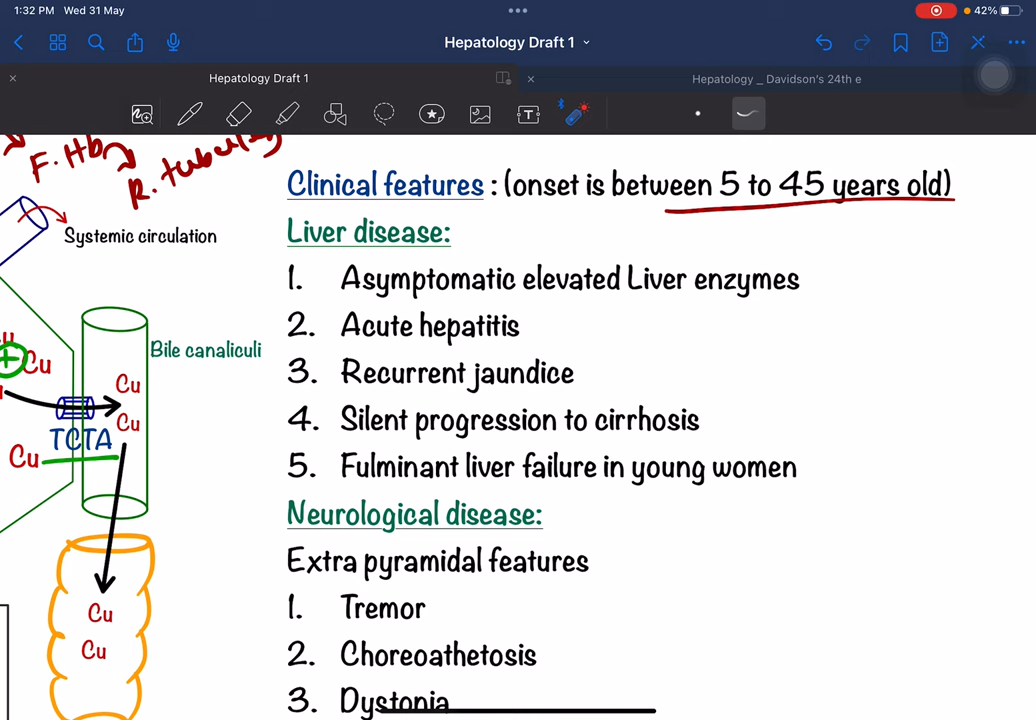 1:32 PM Wed 31 May
42%
Hepatology Draft 1
Hepatology Draft 1
Hepatology _ Davidson's 24th e
T
F. Hb
R.
Systemic circulation
Cu
Bile canaliculi
Cu
Cu
TCTA
Cu
Cu
Cu
Clinical features : (onset is between 5 to 45 years old)
Liver disease:
1. Asymptomatic elevated Liver enzymes
2. Acute hepatitis
3. Recurrent jaundice
4. Silent progression to cirrhosis
5. Fulminant liver failure in young women
Neurological disease:
Extra pyramidal features
1. Tremor
2. Choreoathetosis
3. Dystonia